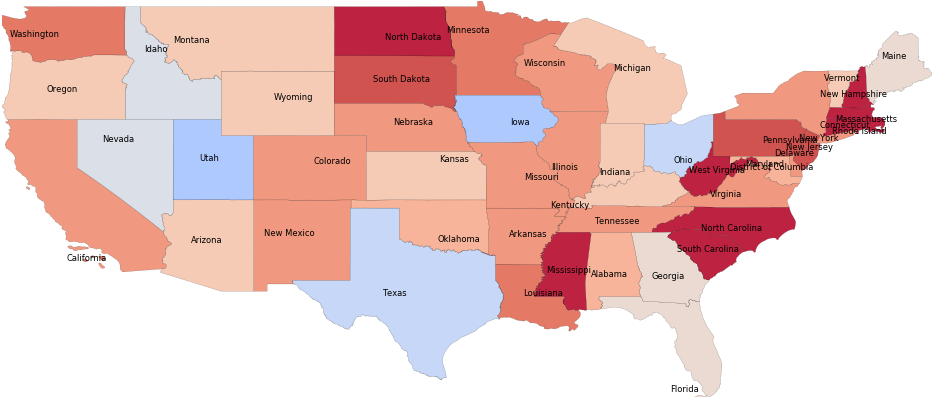 Washington
Idaho
Montana
North Dakota
Minnesota
Maine
Oregon
Wyoming
South Dakota
Wisconsin
Michigan
Vermont
New Hampshire
Nevada
Utah
Colorado
Nebraska
Iowa
Massachusetts
Connecticut
Rhode Island
New York
Pennsylvania
New Jersey
Delaware
Maryland
District of Columbia
Kansas
Missouri
Illinois
Indiana
Ohio
West Virginia
Virginia
Kentucky
Tennessee
North Carolina
South Carolina
California
Arizona
New Mexico
Oklahoma
Arkansas
Texas
Louisiana
Mississippi
Alabama
Georgia
Florida